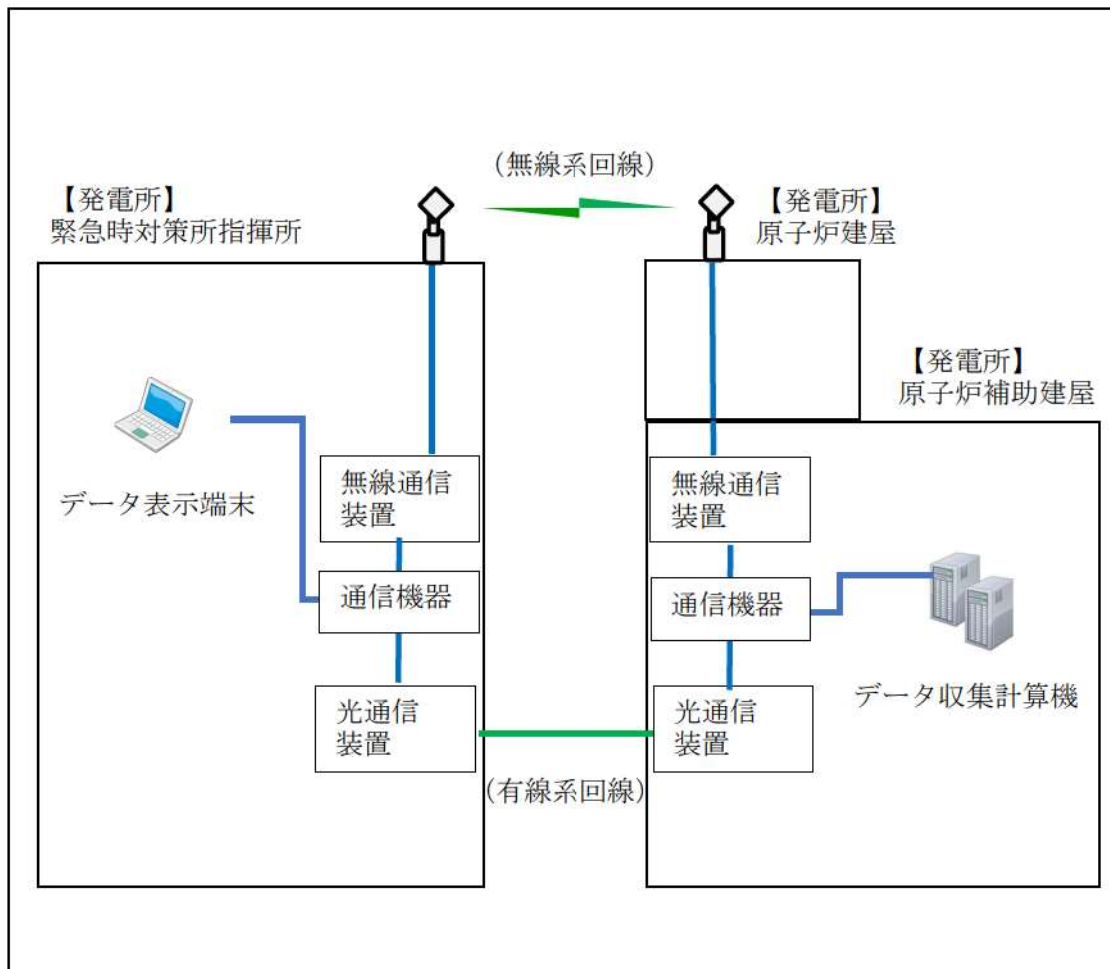 （無線系回線）
【発電所】
緊急時対策所指揮所
【発電所】
原子炉建屋
【発電所】
原子炉補助建屋
データ表示端末
無線通信
装置
通信機器
光通信
装置
無線通信
装置
通信機器
光通信
装置
データ収集計算機
（有線系回線）